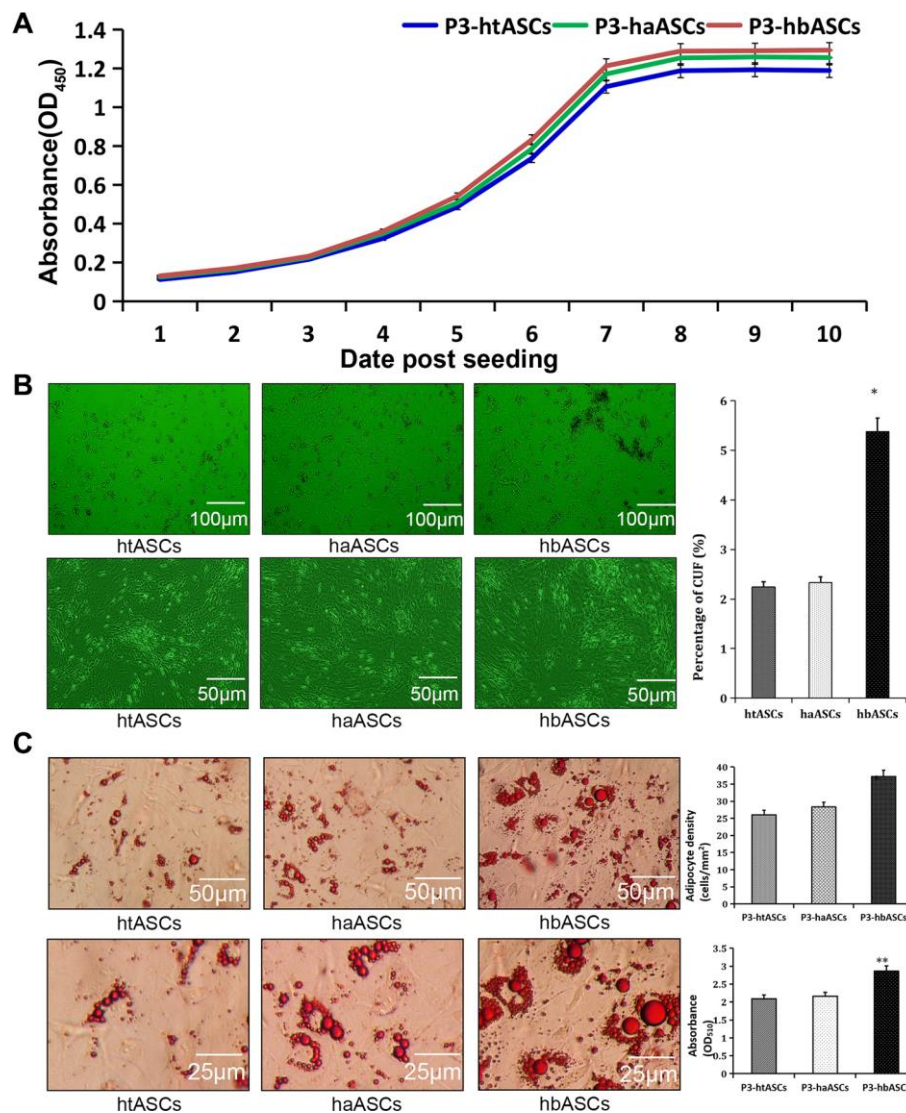 A
P3-htASCs P3-haASCs P3-hbASCs
Absorbance(OD450)
1.4
1.2
1
0.8
0.6
0.4
0.2
0
1 2 3 4 5 6 7 8 9 10
Date post seeding
B
100µm 100µm 100µm
htASCs haASCs hbASCs
50µm 50µm 50µm
htASCs haASCs hbASCs
Percentage of CUF (%)
6
5
4
3
2
1
0
*
htASCs haASCs hbASCs
C
50µm 50µm 50µm
htASCs haASCs hbASCs
25µm 25µm 25µm
htASCs haASCs hbASCs
Adipocyte density
(cells/mm²)
40
35
30
25
20
15
10
5
0
P3-htASCs P3-haASCs P3-hbASCs
Absorbance
(OD510)
3.5
3
2.5
2
1.5
1
0.5
0
**
P3-htASCs P3-haASCs P3-hbASCs